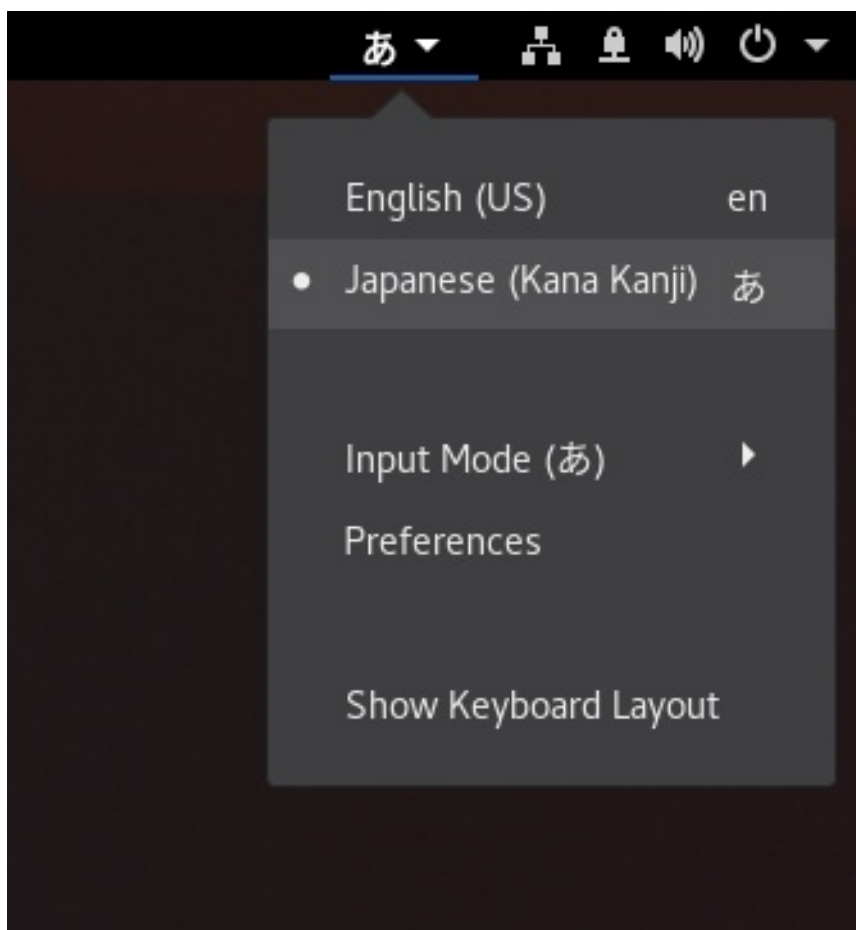 あ
English (US) en
Japanese (Kana Kanji) あ
Input Mode (あ)
Preferences
Show Keyboard Layout